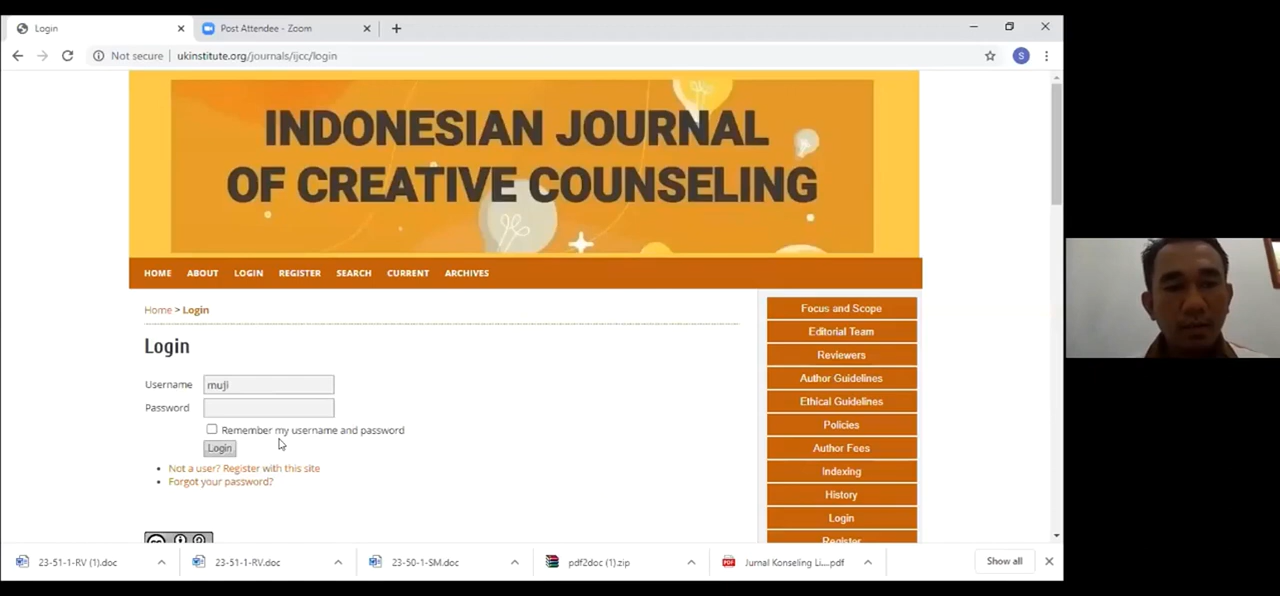 Login
Post Attendee - Zoom
Not secure
ukinstitute.org/journals/ijcc/login
S
INDONESIAN JOURNAL
OF CREATIVE COUNSELING
HOME ABOUT LOGIN REGISTER SEARCH CURRENT ARCHIVES
Home > Login
Login
Username muji
Password
Remember my username and password
Login
Not a user? Register with this site
Forgot your password?
Focus and Scope
Editorial Team
Reviewers
Author Guidelines
Ethical Guidelines
Policies
Author Fees
Indexing
History
Login
Register
23-51-1-RV (1).doc
23-51-1-RV.doc
23-50-1-SM.doc
pdf2doc (1).zip
PDF
Jurnal Konseling Li....pdf
Show all